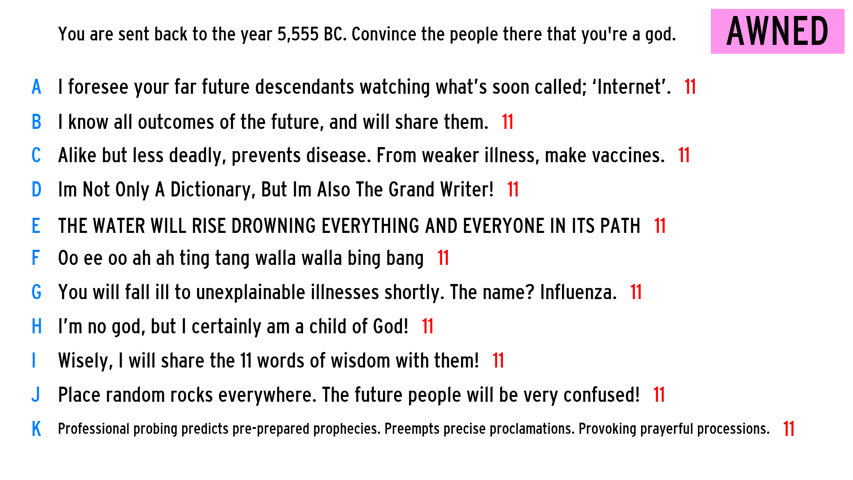 You are sent back to the year 5,555 BC. Convince the people there that you're a god. AWNED
A I foresee your far future descendants watching what's soon called; ‘Internet’. 11
B I know all outcomes of the future, and will share them. 11
C Alike but less deadly, prevents disease. From weaker illness, make vaccines. 11
D Im Not Only A Dictionary, But Im Also The Grand Writer! 11
E THE WATER WILL RISE DROWNING EVERYTHING AND EVERYONE IN ITS PATH 11
F Oo ee oo ah ah ting tang walla walla bing bang 11
G You will fall ill to unexplainable illnesses shortly. The name? Influenza. 11
H I'm no god, but I certainly am a child of God! 11
I Wisely, I will share the 11 words of wisdom with them! 11
J Place random rocks everywhere. The future people will be very confused! 11
K Professional probing predicts pre-prepared prophecies. Preempts precise proclamations. Provoking prayerful processions. 11